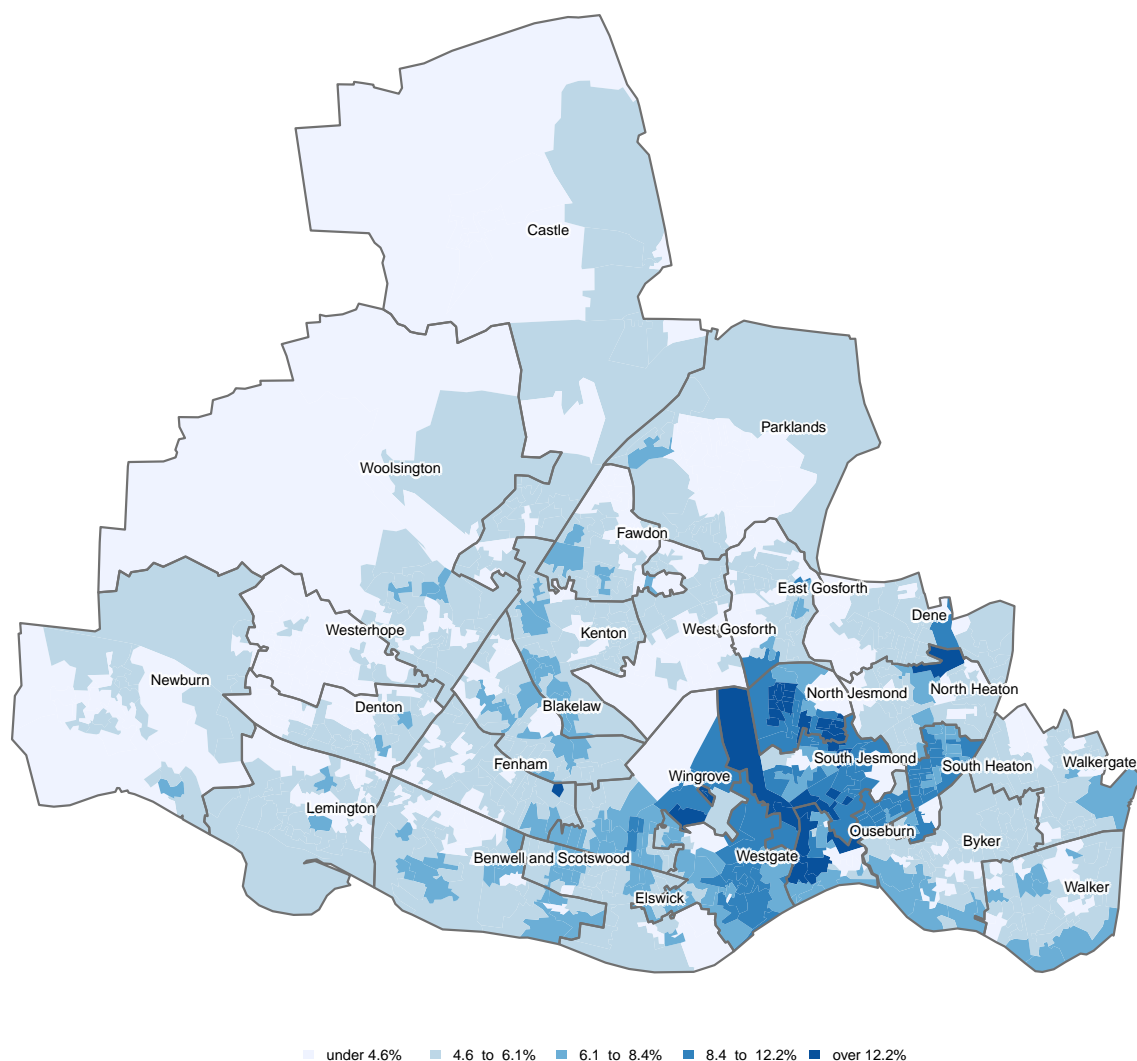 Castle
Parklands
Woolsington
Fawdon
East Gosforth
Dene
Westerhope
Kenton
West Gosforth
Newburn
North Jesmond
North Heaton
Denton
Blakelaw
South Jesmond
Fenham
Wingrove
South Heaton
Walkergate
Lemington
Ouseburn
Byker
Benwell and Scotswood
Westgate
Walker
Elswick
under 4.6%
4.6 to 6.1%
6.1 to 8.4%
8.4 to 12.2%
over 12.2%